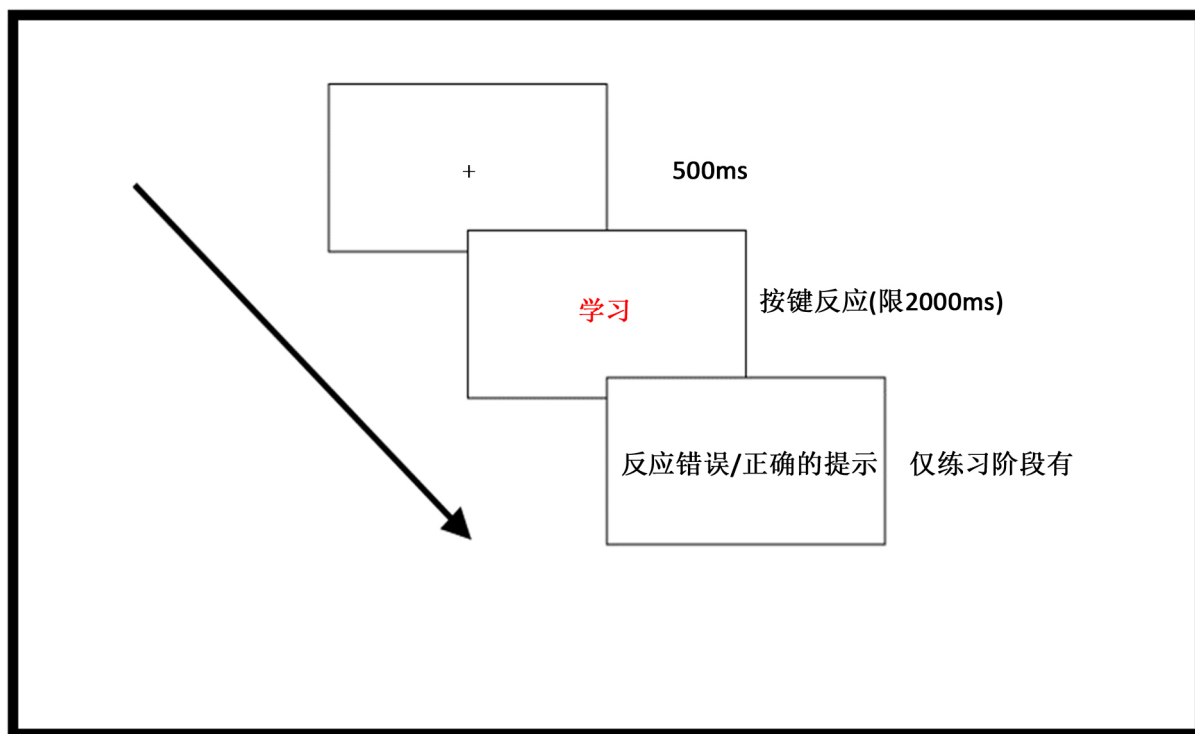 +
500ms
学习
按键反应(限2000ms)
反应错误/正确的提示
仅练习阶段有